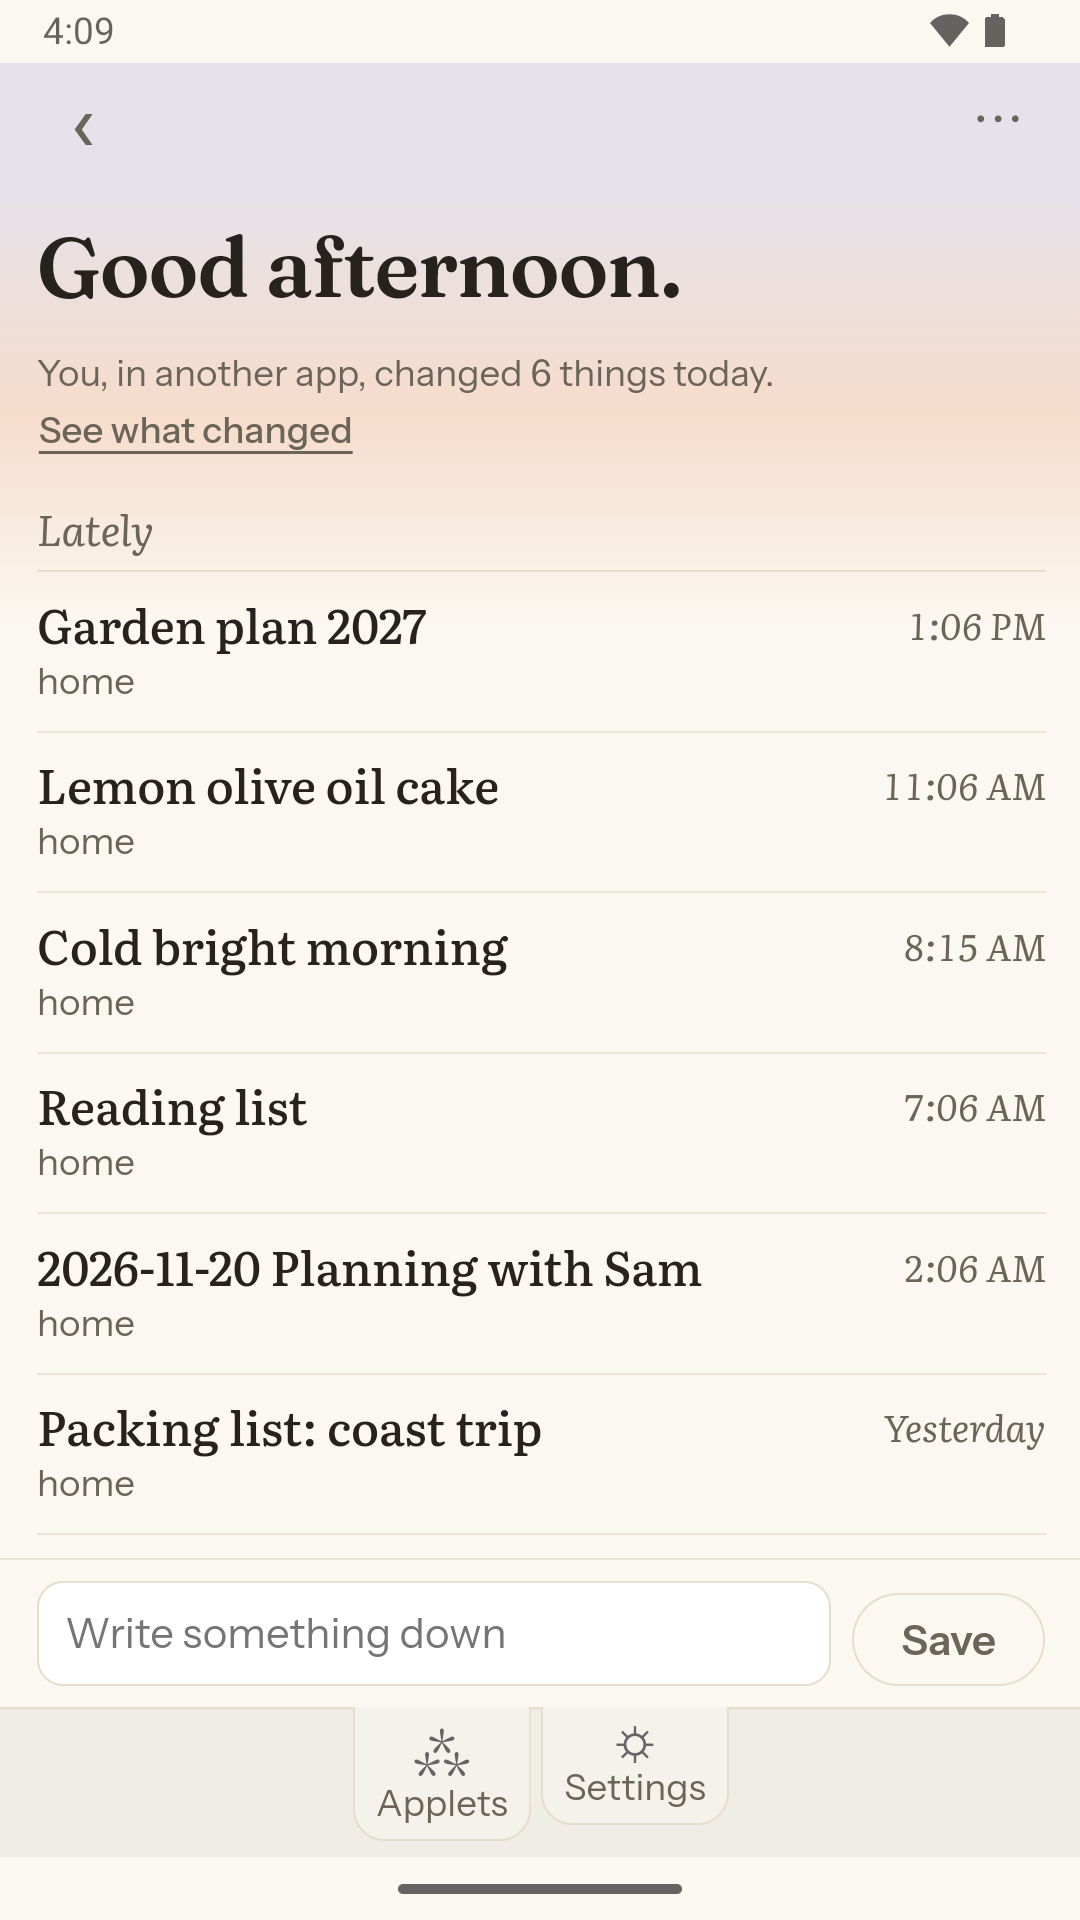 4:09
Good afternoon.
You, in another app, changed 6 things today.
See what changed
Lately
Garden plan 2027
1:06 PM
home
Lemon olive oil cake
11:06 AM
home
Cold bright morning
8:15 AM
home
Reading list
7:06 AM
home
2026-11-20 Planning with Sam
2:06 AM
home
Packing list: coast trip
Yesterday
home
Write something down
Save
Applets
Settings